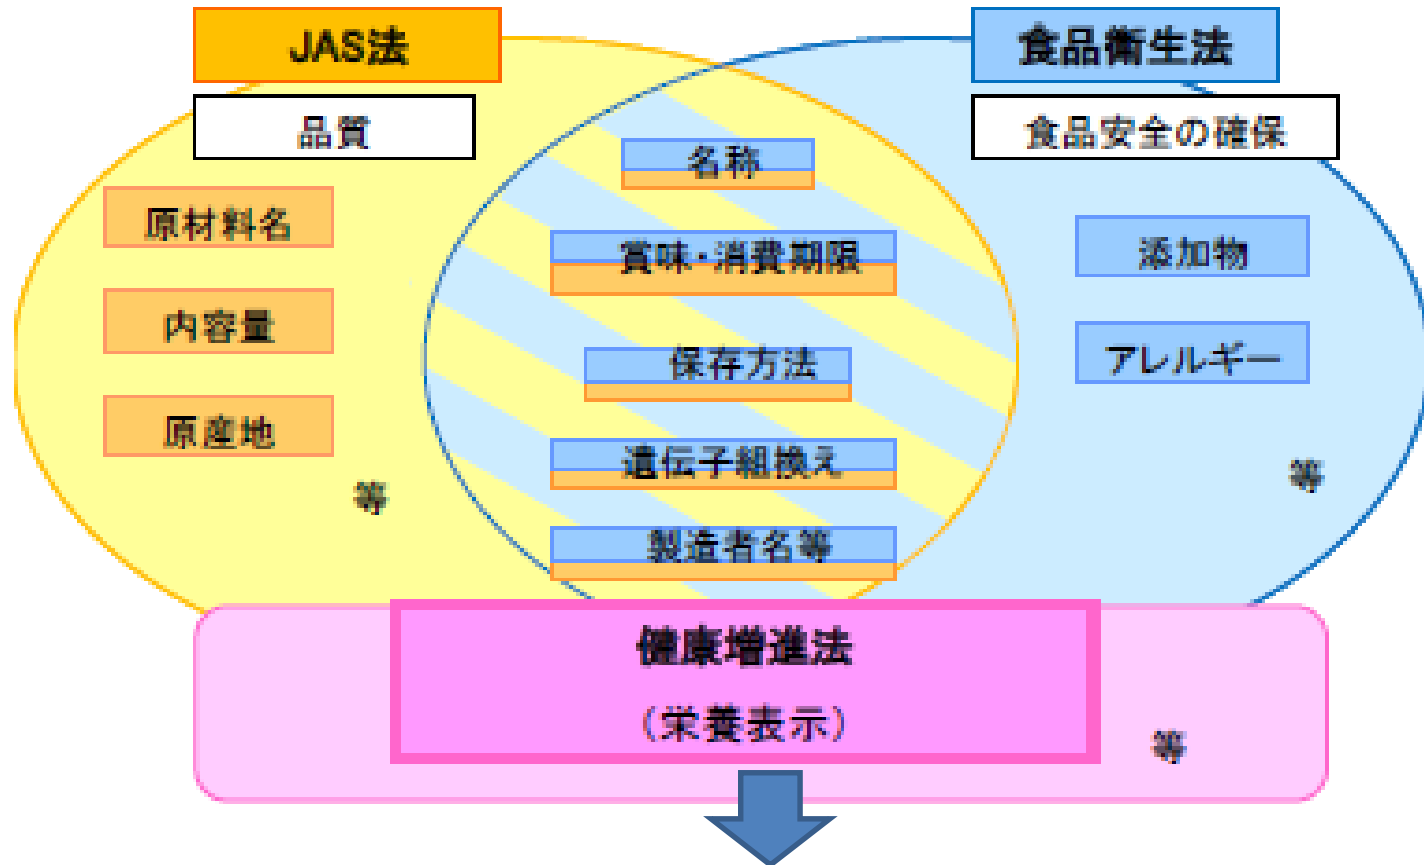 JAS法
品質
原材料名
内容量
原産地
等
名称
賞味・消費期限
保存方法
遺伝子組換え
製造者名等
食品衛生法
食品安全の確保
添加物
アレルギー
等
健康増進法
(栄養表示)
等